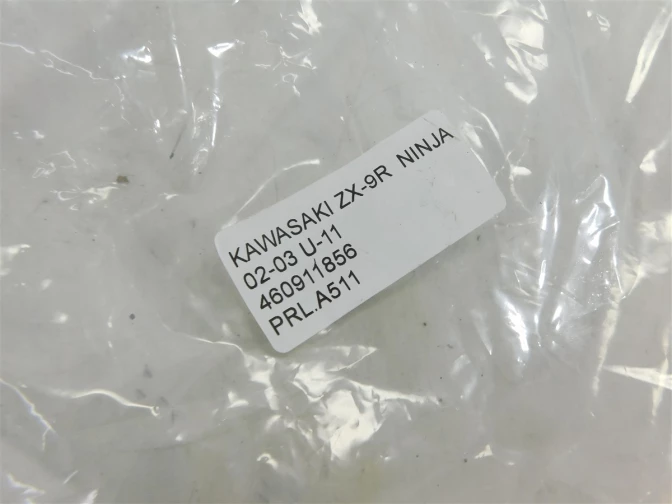 KAWASAKI ZX-9R NINJA
02-03 U-11
460911856
PRL.A511